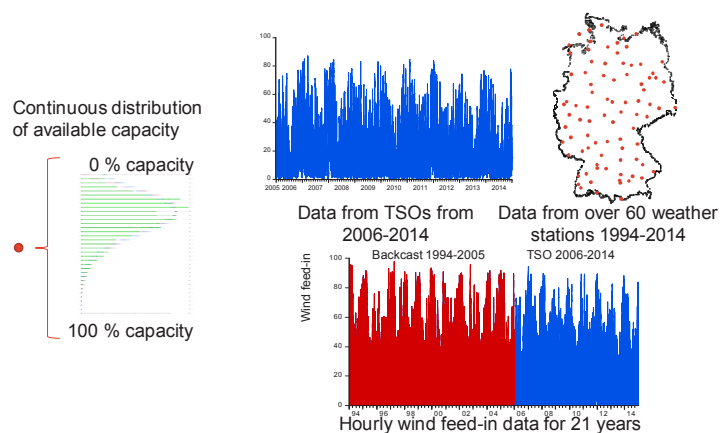 Continuous distribution
of available capacity
0 % capacity
100 % capacity
100
80
60
40
20
0
2005 2006 2007 2008 2009 2010 2011 2012 2013 2014
Data from TSOs from
2006-2014
Data from over 60 weather
stations 1994-2014
Backcast 1994-2005
TSO 2006-2014
Wind feed-in
100
80
60
40
20
0
94 96 98 00 02 04 06 08 10 12 14
Hourly wind feed-in data for 21 years